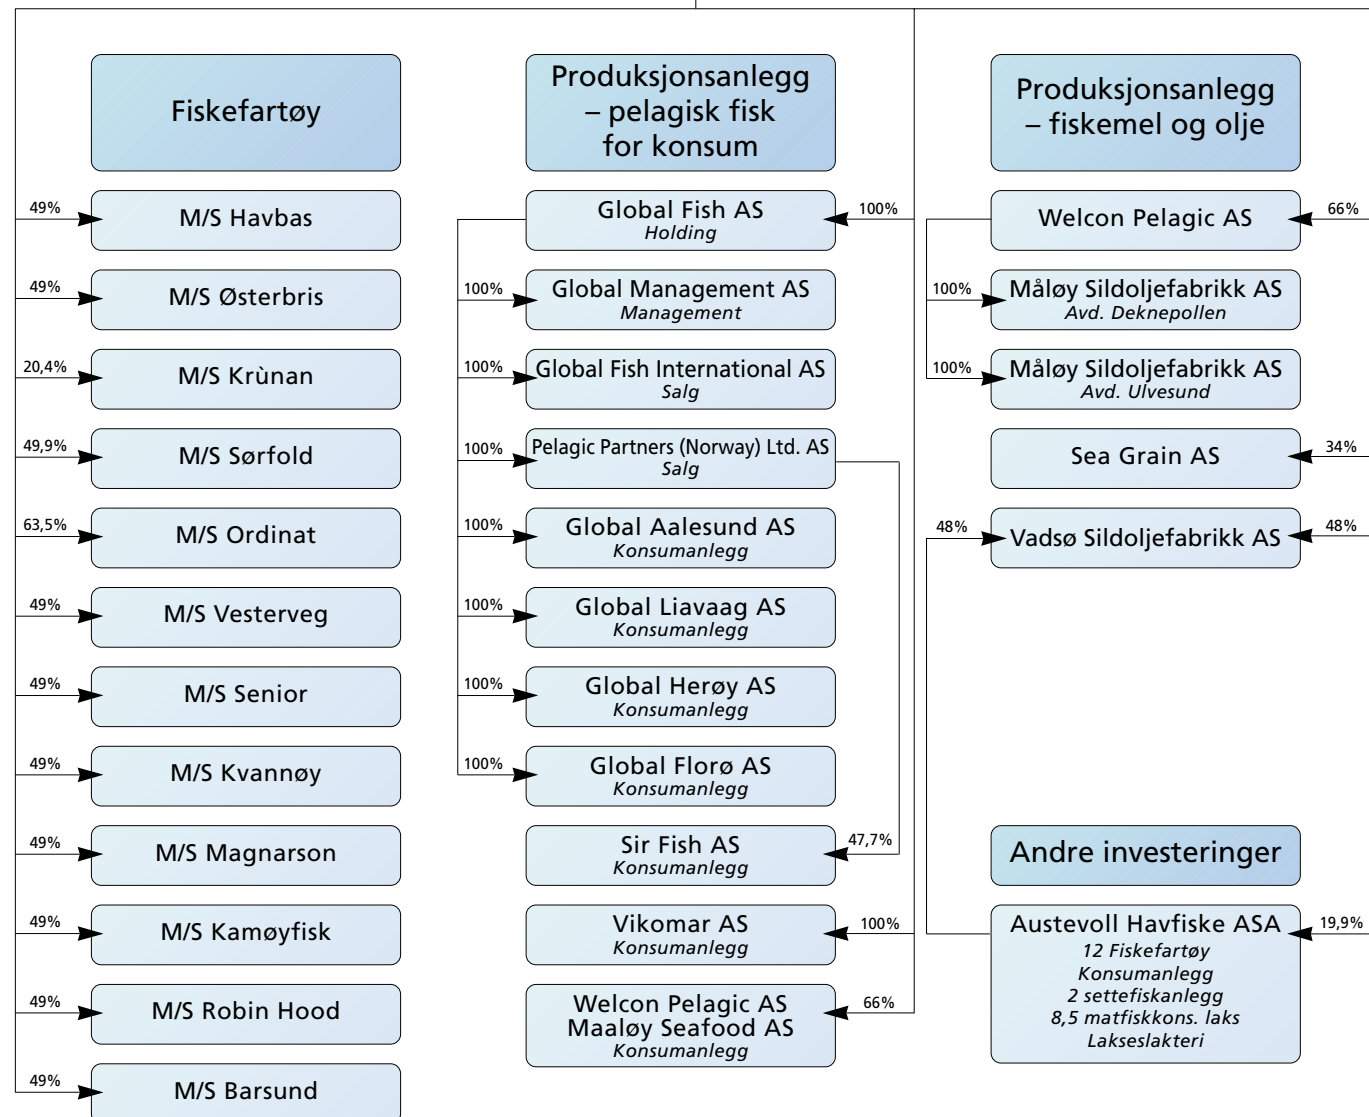 Fiskefartøy
49%
M/S Havbas
49%
M/S Østerbris
20,4%
M/S Krùnan
49,9%
M/S Sørfold
63,5%
M/S Ordinat
49%
M/S Vesterveg
49%
M/S Senior
49%
M/S Kvannøy
49%
M/S Magnarson
49%
M/S Kamøyfisk
49%
M/S Robin Hood
49%
M/S Barsund
Produksjonsanlegg
– pelagisk fisk
for konsum
Global Fish AS
Holding
100%
100%
Global Management AS
Management
100%
Global Fish International AS
Salg
100%
Pelagic Partners (Norway) Ltd. AS
Salg
100%
Global Aalesund AS
Konsumanlegg
100%
Global Liavaag AS
Konsumanlegg
100%
Global Herøy AS
Konsumanlegg
100%
Global Florø AS
Konsumanlegg
Sir Fish AS
Konsumanlegg
47,7%
Vikomar AS
Konsumanlegg
100%
Welcon Pelagic AS
Maaløy Seafood AS
Konsumanlegg
66%
Produksjonsanlegg
– fiskemel og olje
Welcon Pelagic AS
66%
100%
Måløy Sildoljefabrikk AS
Avd. Deknepollen
100%
Måløy Sildoljefabrikk AS
Avd. Ulvesund
Sea Grain AS
34%
48%
Vadsø Sildoljefabrikk AS
48%
Andre investeringer
Austevoll Havfiske ASA
12 Fiskefartøy
Konsumanlegg
2 settefiskanlegg
8,5 matfiskkons. laks
Lakseslakteri
19,9%